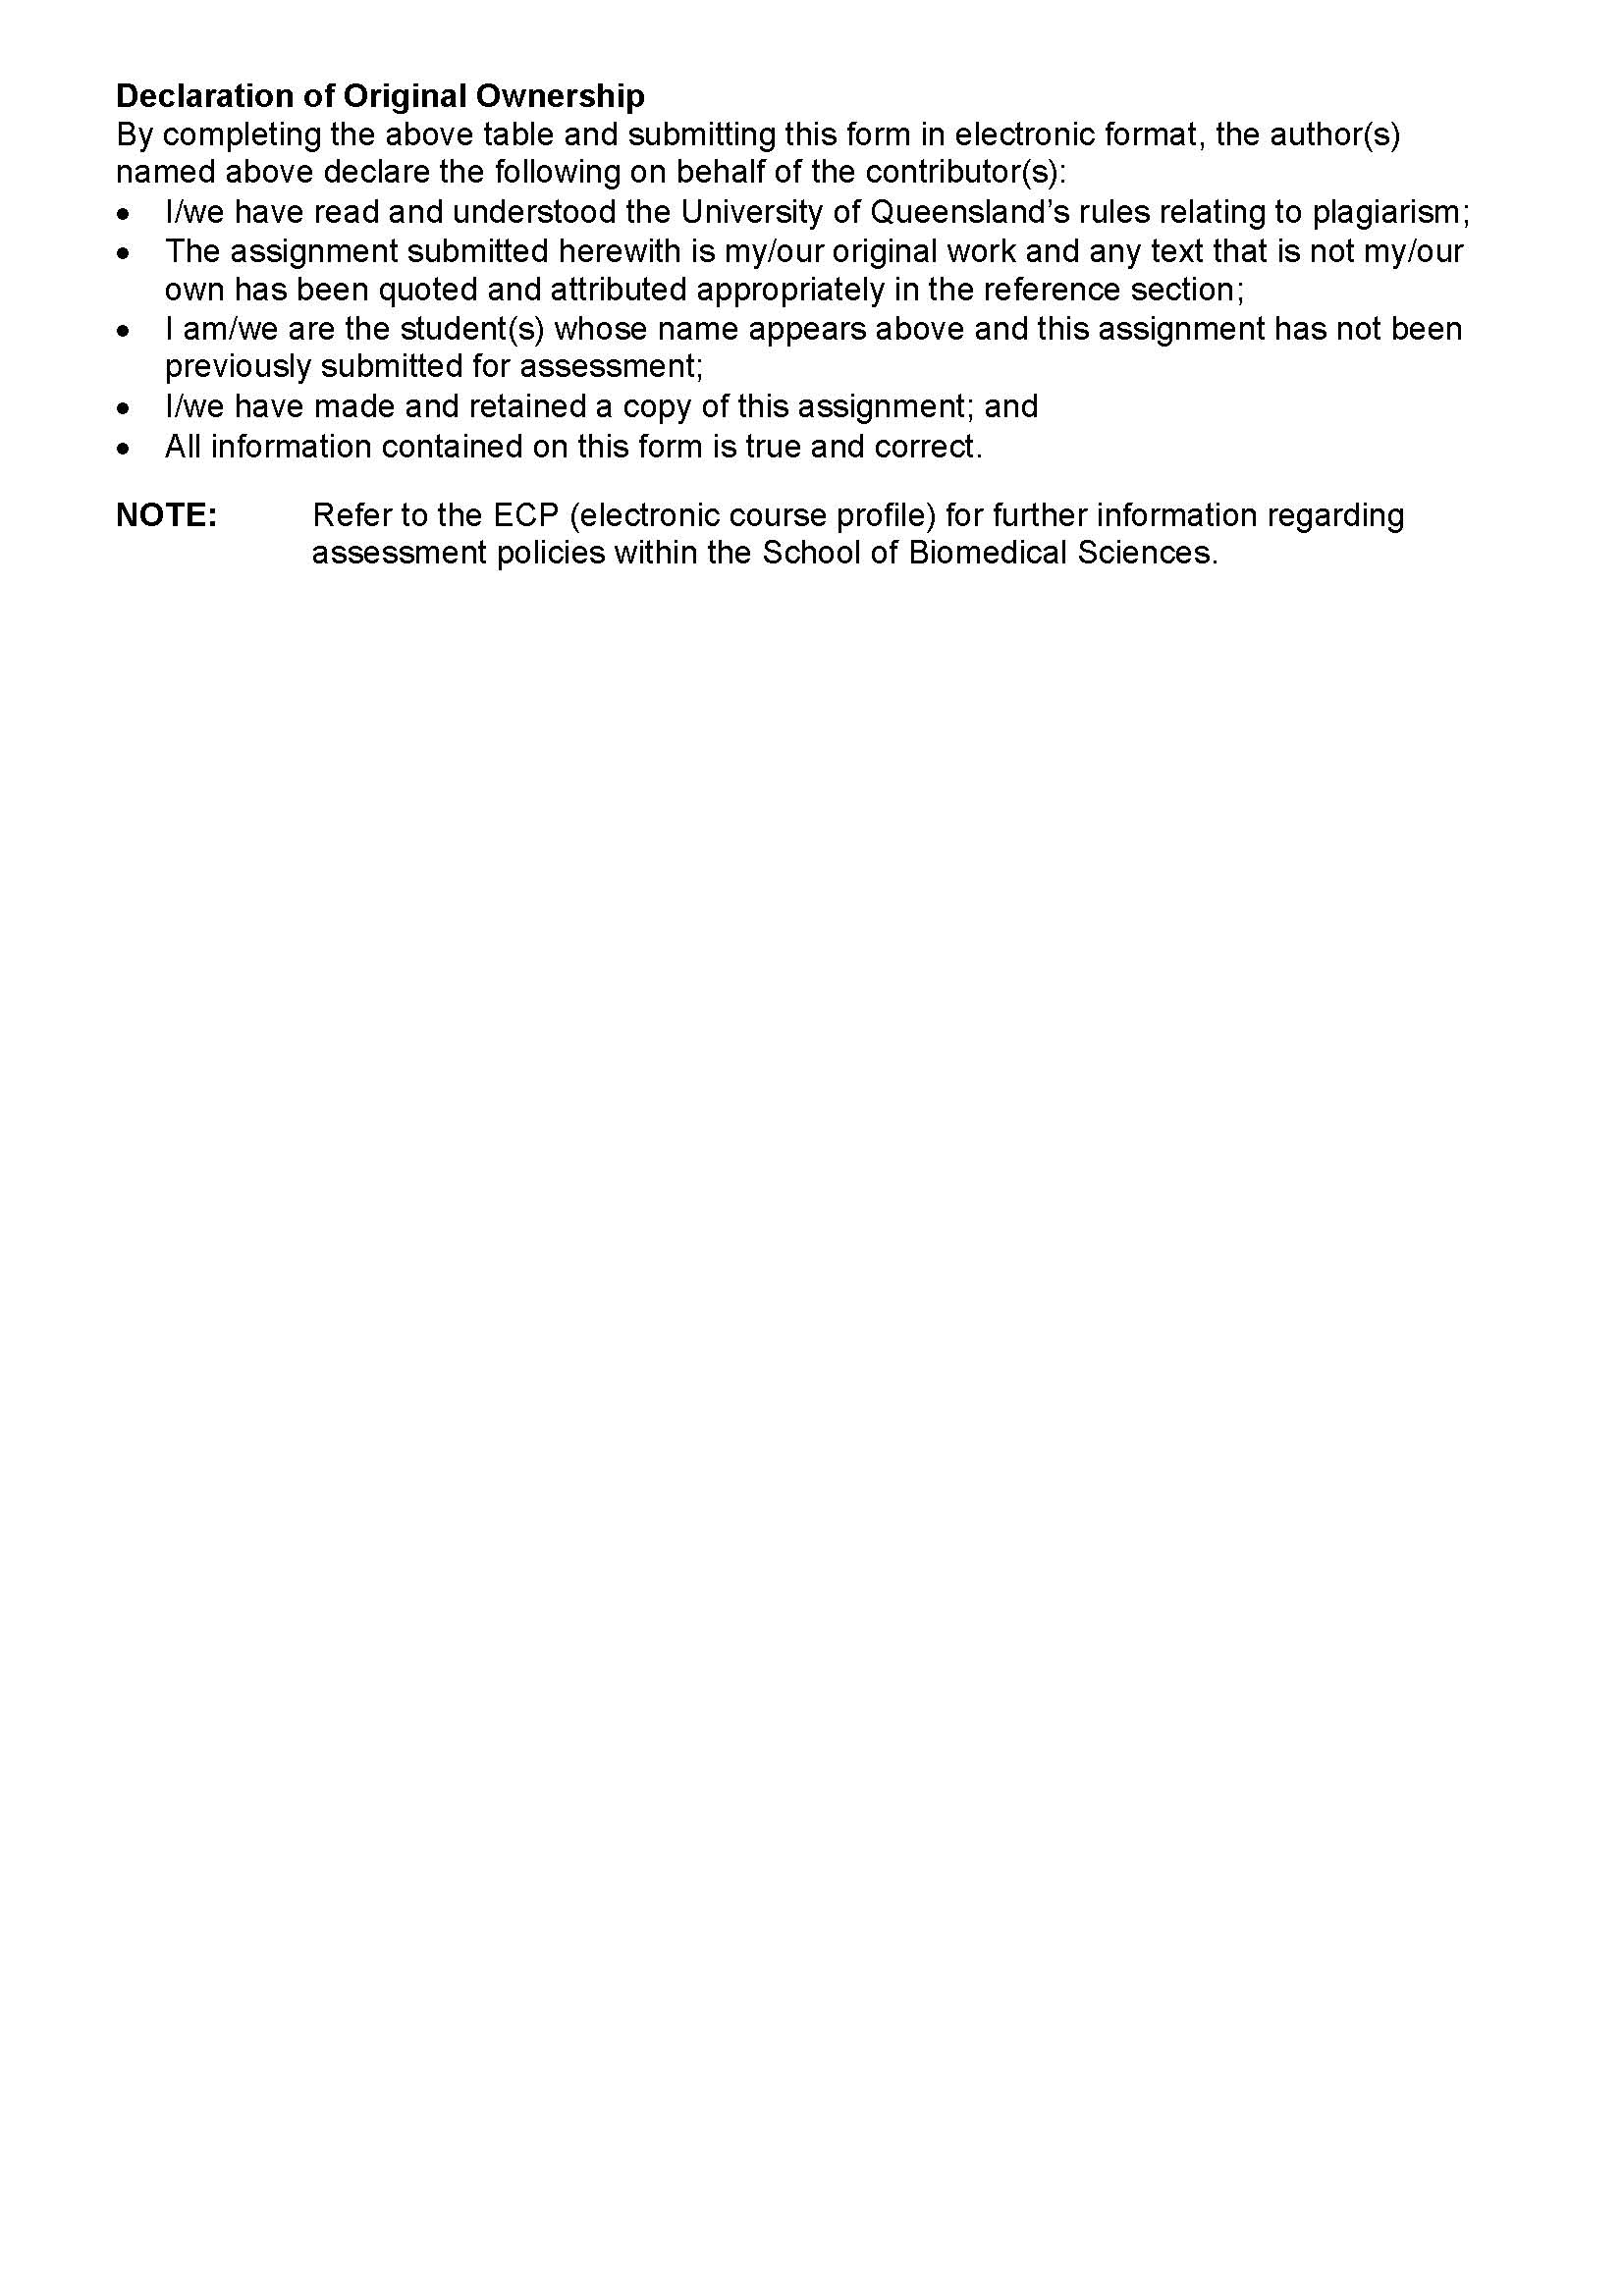 Declaration of Original Ownership
By completing the above table and submitting this form in electronic format, the author(s)
named above declare the following on behalf of the contributor(s):
• I/we have read and understood the University of Queensland’s rules relating to plagiarism;
• The assignment submitted herewith is my/our original work and any text that is not my/our
own has been quoted and attributed appropriately in the reference section;
• I am/we are the student(s) whose name appears above and this assignment has not been
previously submitted for assessment;
• I/we have made and retained a copy of this assignment; and
• All information contained on this form is true and correct.
NOTE: Refer to the ECP (electronic course profile) for further information regarding
assessment policies within the School of Biomedical Sciences.